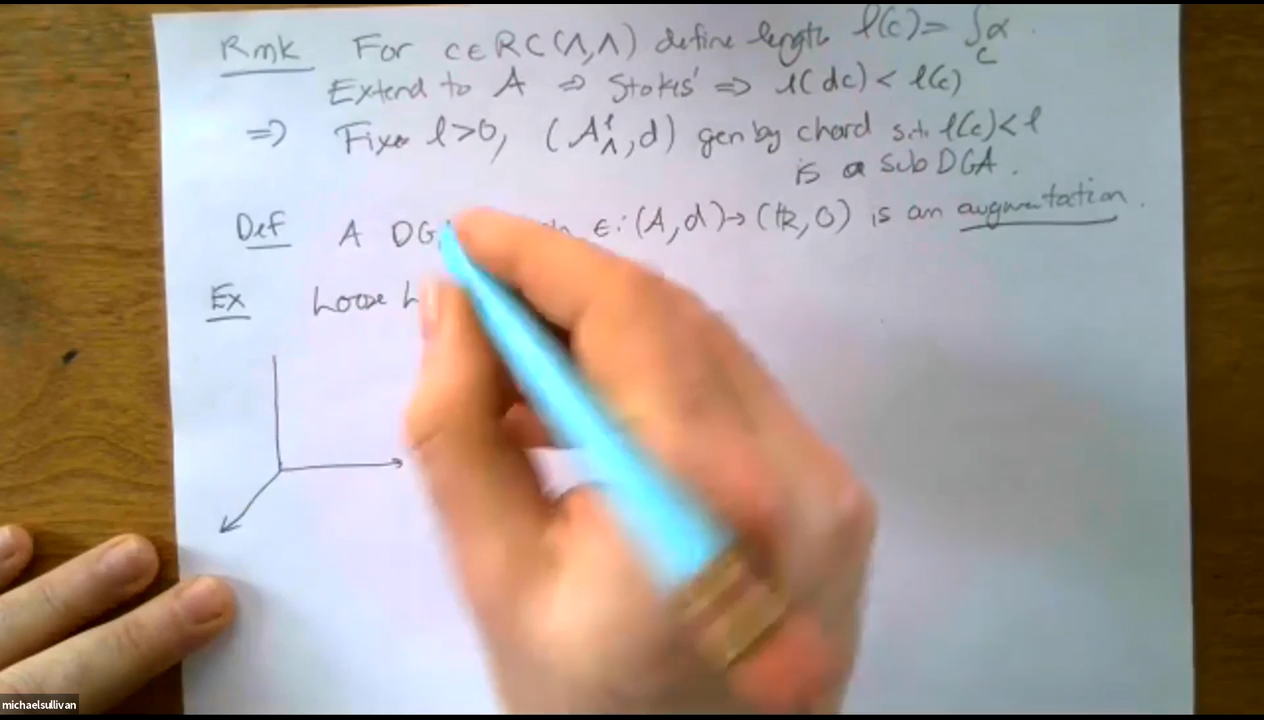 Rmk For c∈RC(Λ,Λ) define length l(c)= ∫_c α
Extend to A ⇒ Stokes' ⇒ l(dc) < l(c)
⇒ Fix l>0, (A^l_Λ, d) gen by chord s.t. l(c)<l
is a sub DGA.
Def A DG ∈:(A,d)→(k,0) is an augmentation.
Ex Loose
michaelsullivan